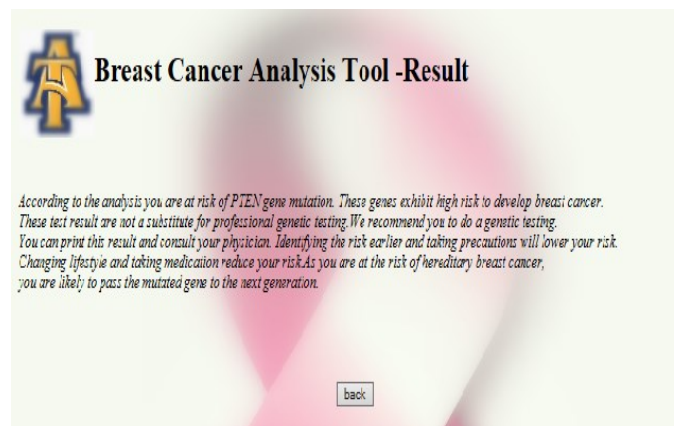 Breast Cancer Analysis Tool -Result
According to the analysis you are at risk of PTEN gene mutation. These genes exhibit high risk to develop breast cancer.
These test result are not a substitute for professional genetic testing.We recommend you to do a genetic testing.
You can print this result and consult your physician. Identifying the risk earlier and taking precautions will lower your risk.
Changing lifestyle and taking medication reduce your risk.As you are at the risk of hereditary breast cancer,
you are likely to pass the mutated gene to the next generation.
back